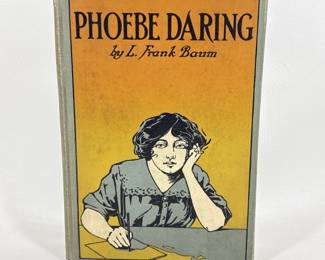 PHOEBE DARING
by L. Frank Baum